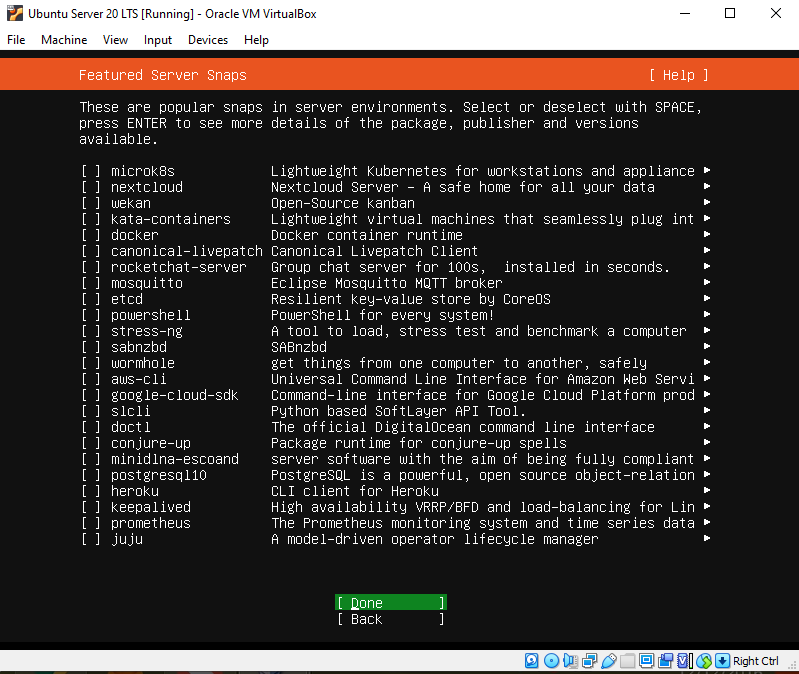 Ubuntu Server 20 LTS [Running] - Oracle VM VirtualBox
File Machine View Input Devices Help
Featured Server Snaps [ Help ]
These are popular snaps in server environments. Select or deselect with SPACE,
press ENTER to see more details of the package, publisher and versions
available.
[ ] microk8s Lightweight Kubernetes for workstations and appliance ►
[ ] nextcloud Nextcloud Server - A safe home for all your data ►
[ ] wekan Open-Source kanban ►
[ ] kata-containers Lightweight virtual machines that seamlessly plug int ►
[ ] docker Docker container runtime ►
[ ] canonical-livepatch Canonical Livepatch Client ►
[ ] rocketchat-server Group chat server for 100s, installed in seconds. ►
[ ] mosquitto Eclipse Mosquitto MQTT broker ►
[ ] etcd Resilient key-value store by CoreOS ►
[ ] powershell PowerShell for every system! ►
[ ] stress-ng A tool to load, stress test and benchmark a computer ►
[ ] sabnzbd SABnzbd ►
[ ] wormhole get things from one computer to another, safely ►
[ ] aws-cli Universal Command Line Interface for Amazon Web Servi ►
[ ] google-cloud-sdk Command-line interface for Google Cloud Platform prod ►
[ ] slcli Python based SoftLayer API Tool. ►
[ ] doctl The official DigitalOcean command line interface ►
[ ] conjure-up Package runtime for conjure-up spells ►
[ ] minidlna-escoand server software with the aim of being fully compliant ►
[ ] postgresql10 PostgreSQL is a powerful, open source object-relation ►
[ ] heroku CLI client for Heroku ►
[ ] keepalived High availability VRRP/BFD and load-balancing for Lin ►
[ ] prometheus The Prometheus monitoring system and time series data ►
[ ] juju A model-driven operator lifecycle manager ►
[ Done ]
[ Back ]
Right Ctrl